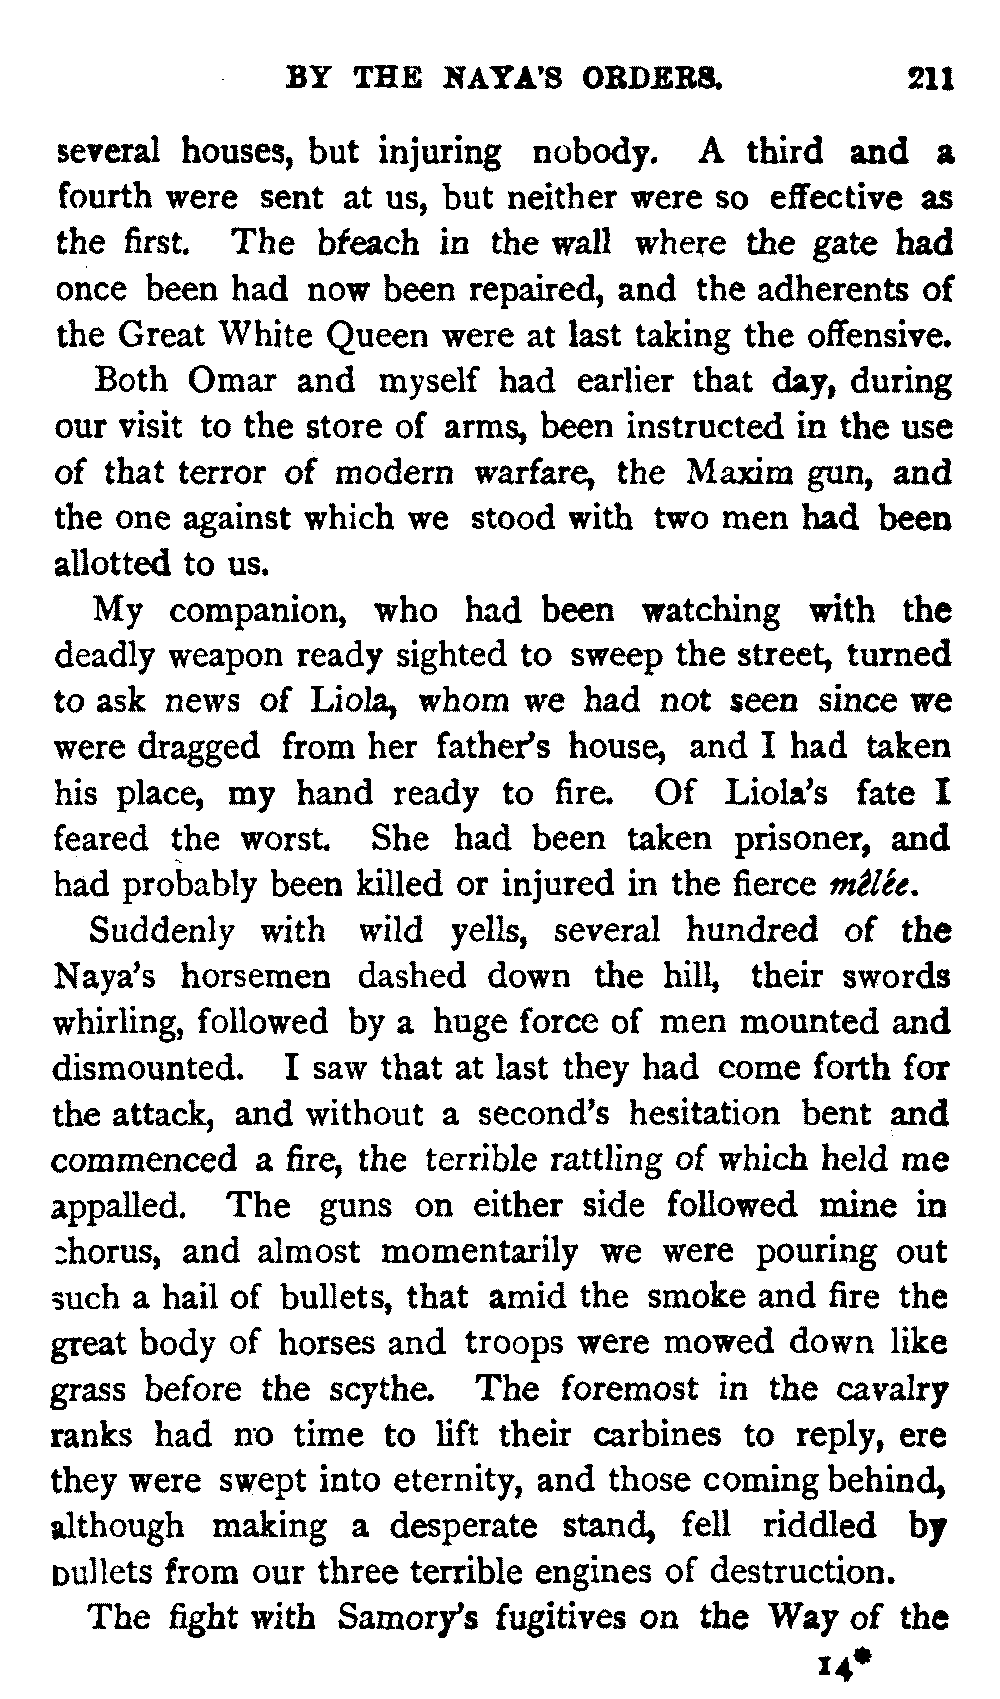 BY THE NAYA'S ORDERS. 211
several houses, but injuring nobody. A third and a
fourth were sent at us, but neither were so effective as
the first. The breach in the wall where the gate had
once been had now been repaired, and the adherents of
the Great White Queen were at last taking the offensive.
Both Omar and myself had earlier that day, during
our visit to the store of arms, been instructed in the use
of that terror of modern warfare, the Maxim gun, and
the one against which we stood with two men had been
allotted to us.
My companion, who had been watching with the
deadly weapon ready sighted to sweep the street, turned
to ask news of Liola, whom we had not seen since we
were dragged from her father's house, and I had taken
his place, my hand ready to fire. Of Liola's fate I
feared the worst. She had been taken prisoner, and
had probably been killed or injured in the fierce mêlée.
Suddenly with wild yells, several hundred of the
Naya's horsemen dashed down the hill, their swords
whirling, followed by a huge force of men mounted and
dismounted. I saw that at last they had come forth for
the attack, and without a second's hesitation bent and
commenced a fire, the terrible rattling of which held me
appalled. The guns on either side followed mine in
chorus, and almost momentarily we were pouring out
such a hail of bullets, that amid the smoke and fire the
great body of horses and troops were mowed down like
grass before the scythe. The foremost in the cavalry
ranks had no time to lift their carbines to reply, ere
they were swept into eternity, and those coming behind,
although making a desperate stand, fell riddled by
bullets from our three terrible engines of destruction.
The fight with Samory's fugitives on the Way of the
14*